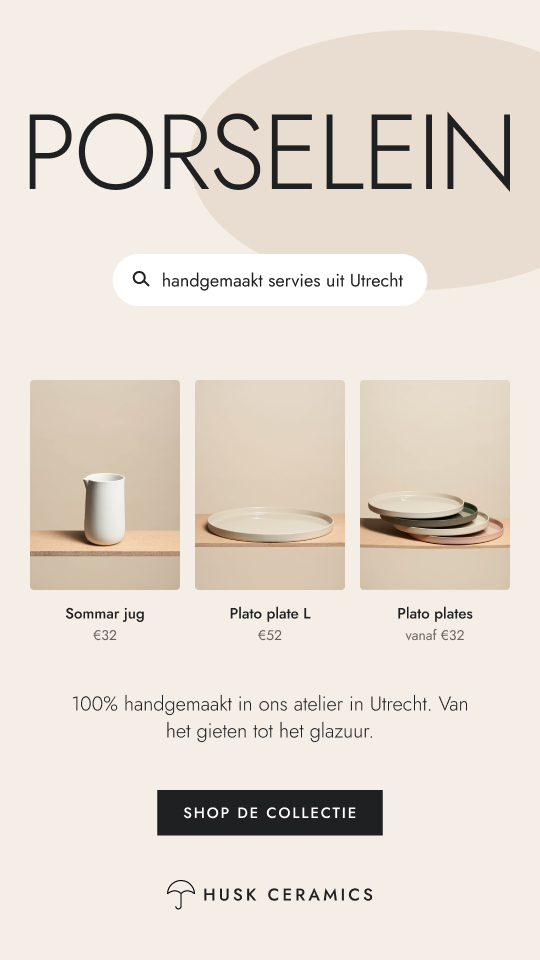 PORSELEIN
handgemaakt servies uit Utrecht
Sommar jug
€32
Plato plate L
€52
Plato plates
vanaf €32
100% handgemaakt in ons atelier in Utrecht. Van
het gieten tot het glazuur.
SHOP DE COLLECTIE
HUSK CERAMICS